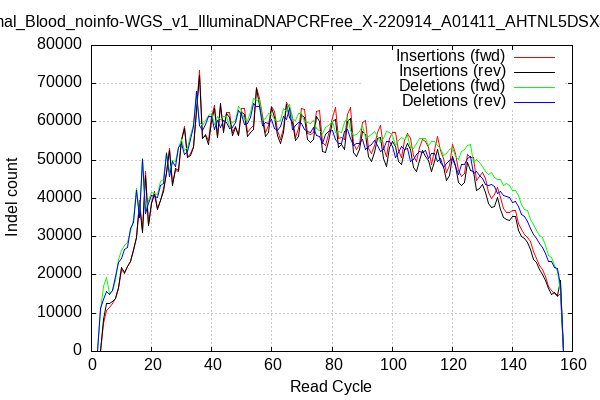 nal_Blood_noinfo-WGS_v1_IlluminaDNAPCRFree_X-220914_A01411_AHTNL5DSX
Insertions (fwd)
Insertions (rev)
Deletions (fwd)
Deletions (rev)
80000
70000
60000
50000
40000
30000
20000
10000
0
Indel count
0 20 40 60 80 100 120 140 160
Read Cycle